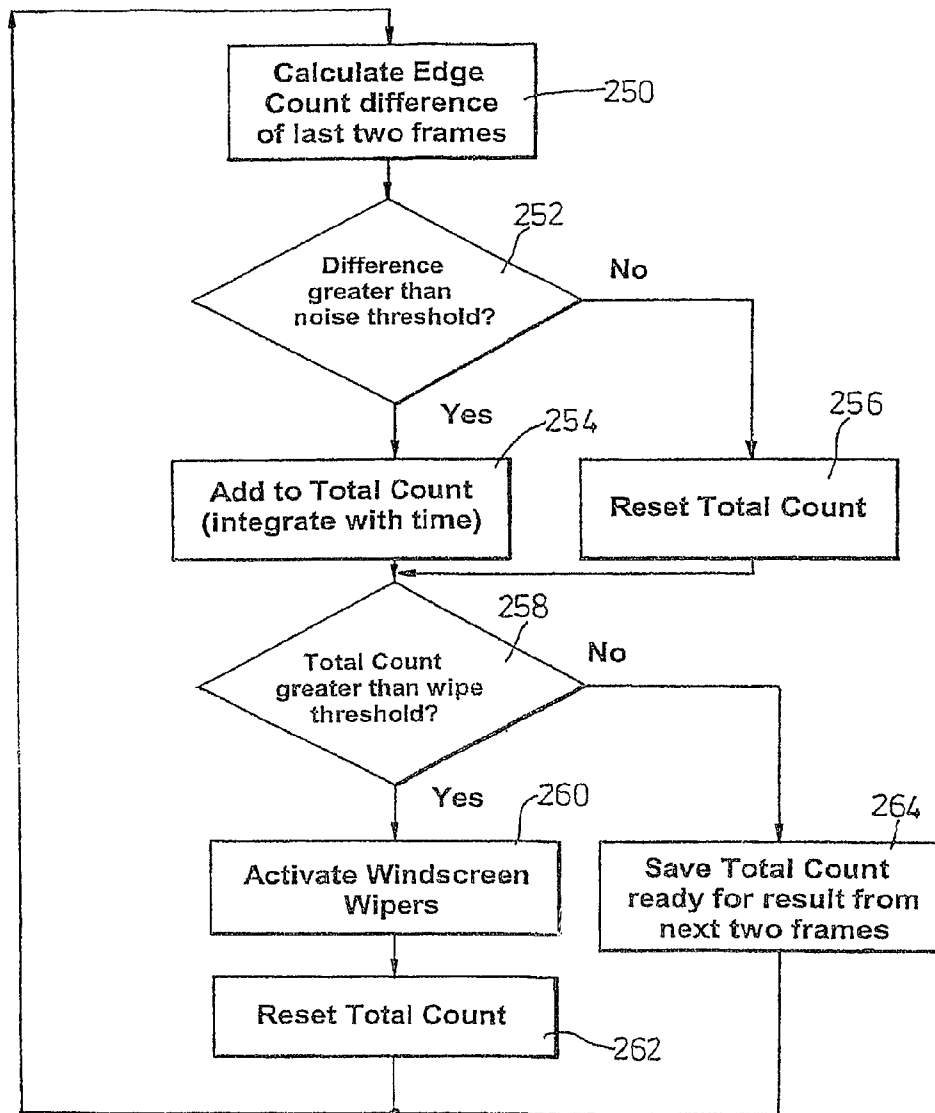 Calculate Edge
Count difference
of last two frames
250
252
Difference
greater than
noise threshold?
No
Yes
254
256
Add to Total Count
(integrate with time)
Reset Total Count
258
Total Count
greater than wipe
threshold?
No
Yes
260
264
Activate Windscreen
Wipers
Save Total Count
ready for result from
next two frames
Reset Total Count
262